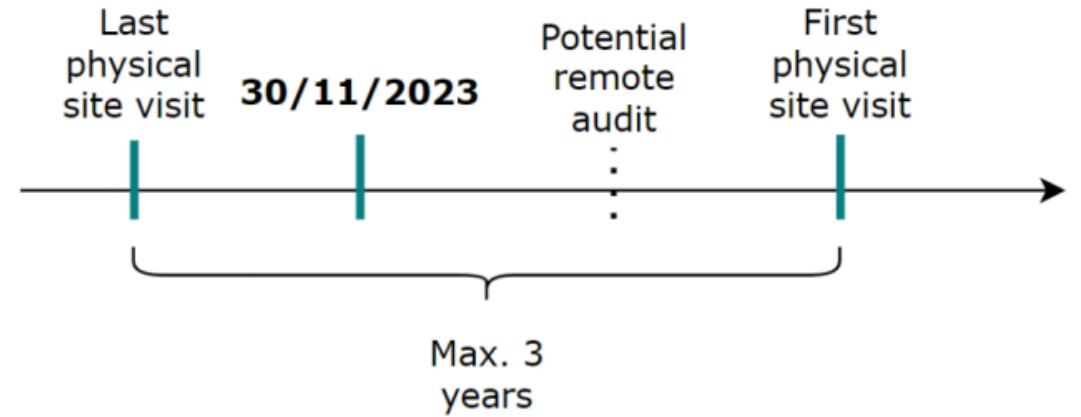 Last
physical
site visit
30/11/2023
Potential
remote
audit
First
physical
site visit
Max. 3
years